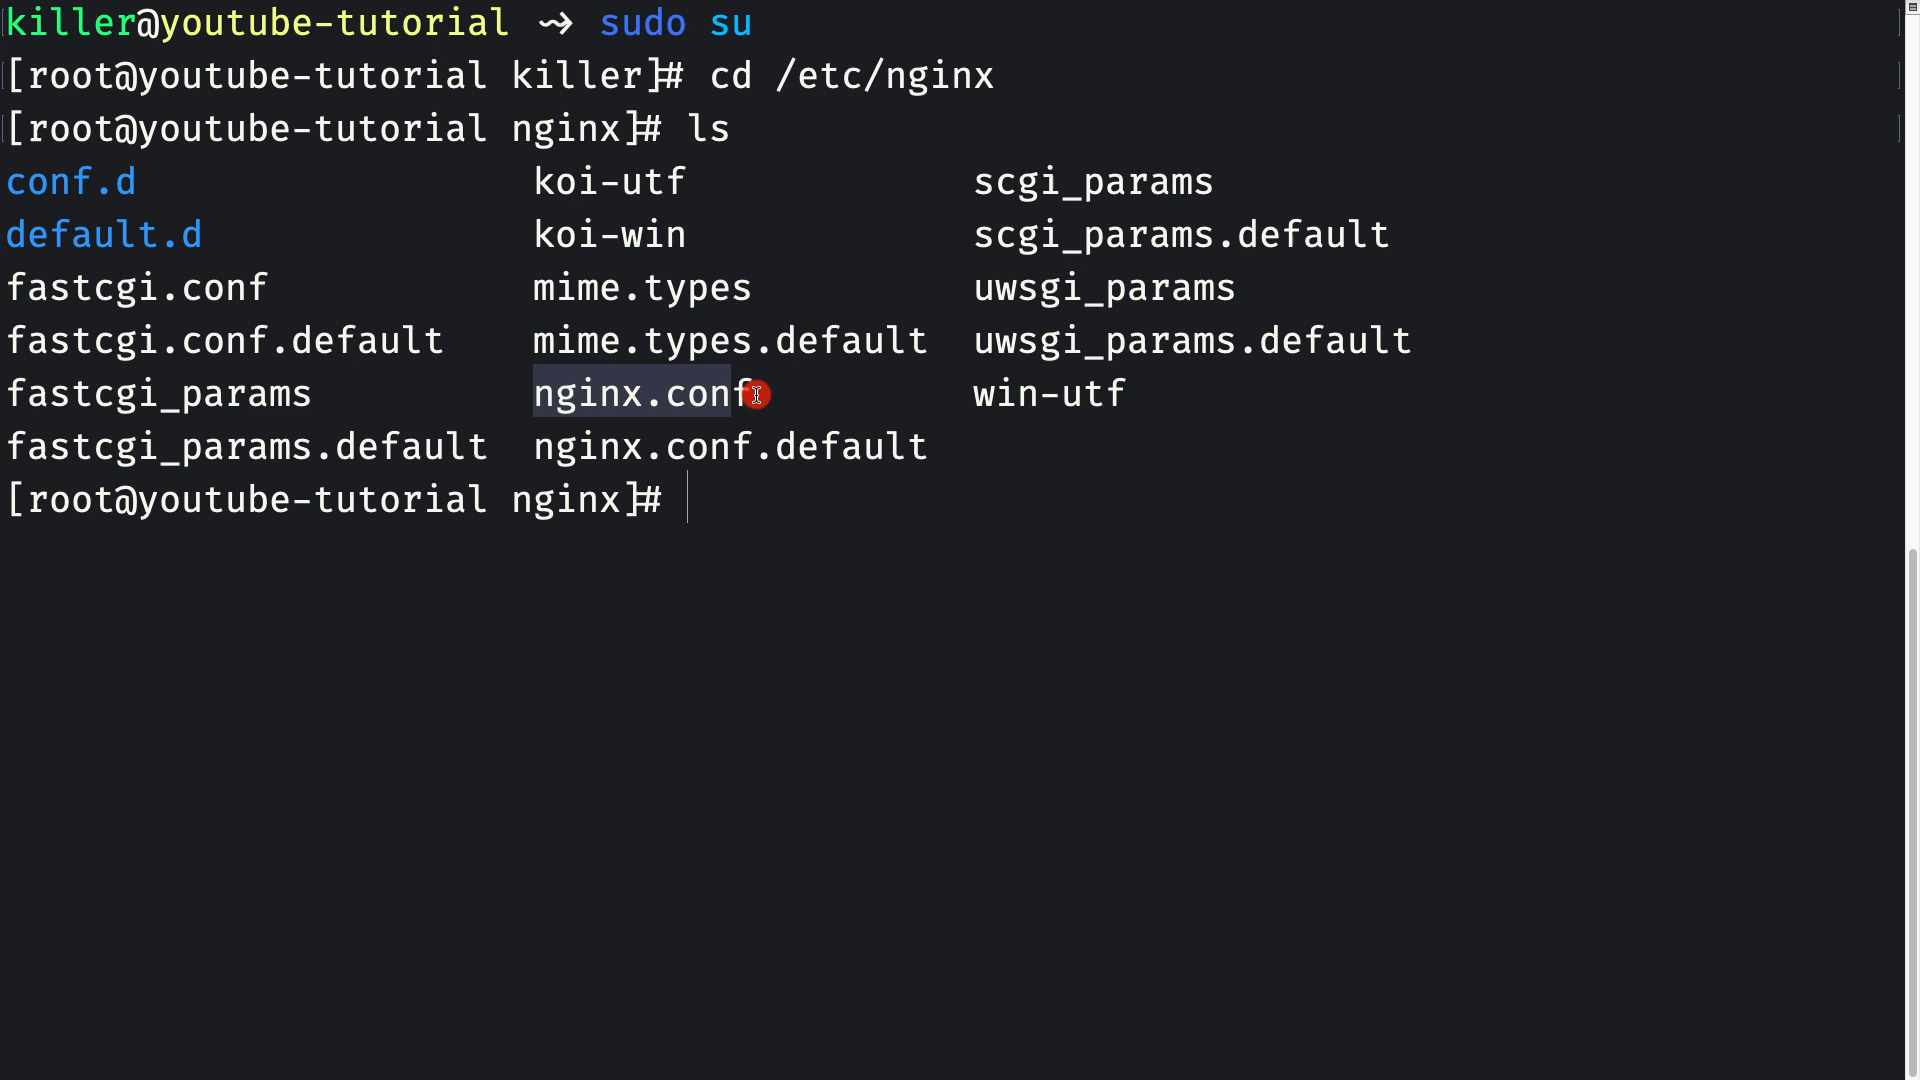 killer@youtube-tutorial ⇝ sudo su
[root@youtube-tutorial killer]# cd /etc/nginx
[root@youtube-tutorial nginx]# ls
conf.d                  koi-utf             scgi_params
default.d               koi-win             scgi_params.default
fastcgi.conf            mime.types          uwsgi_params
fastcgi.conf.default    mime.types.default  uwsgi_params.default
fastcgi_params          nginx.conf          win-utf
fastcgi_params.default  nginx.conf.default
[root@youtube-tutorial nginx]#